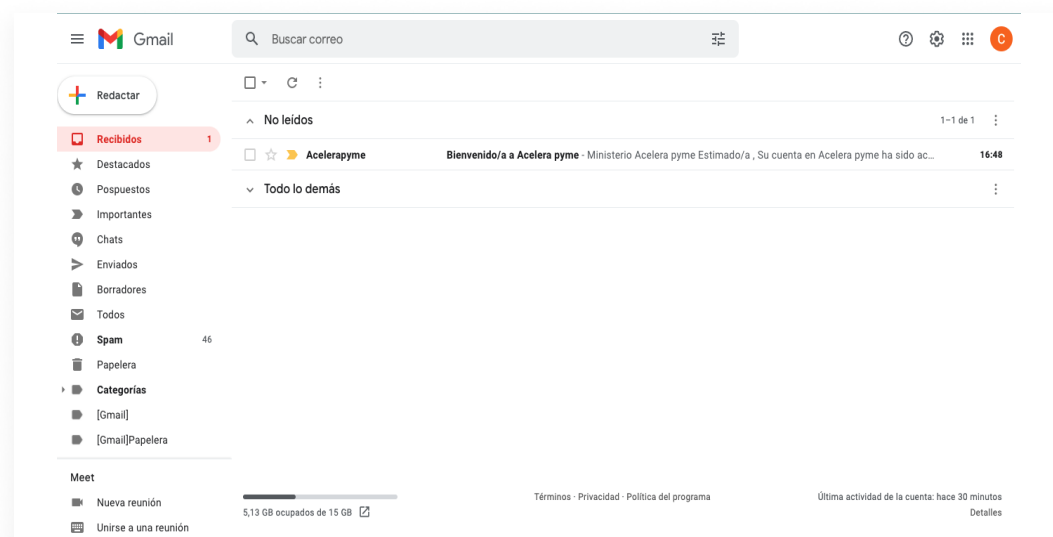 Gmail
Buscar correo
C
Redactar
Recibidos 1
Destacados
Pospuestos
Importantes
Chats
Enviados
Borradores
Todos
Spam 46
Papelera
Categorías
[Gmail]
[Gmail]Papelera
Meet
Nueva reunión
Unirse a una reunión
No leídos 1–1 de 1
Acelerapyme Bienvenido/a a Acelera pyme - Ministerio Acelera pyme Estimado/a , Su cuenta en Acelera pyme ha sido ac... 16:48
Todo lo demás
5,13 GB ocupados de 15 GB
Términos · Privacidad · Política del programa
Última actividad de la cuenta: hace 30 minutos
Detalles